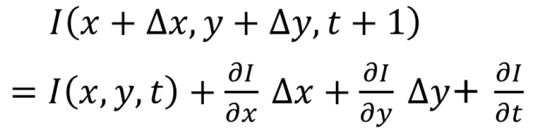 I(x + Δx, y + Δy, t + 1)
= I(x, y, t) + ∂I/∂x Δx + ∂I/∂y Δy+ ∂I/∂t